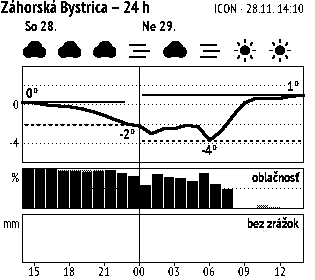 Záhorská Bystrica – 24 h ICON · 28.11. 14:10
So 28. Ne 29.
0° 1°
0
-2°
-4 -4°
% oblačnosť
mm bez zrážok
15 18 21 00 03 06 09 12